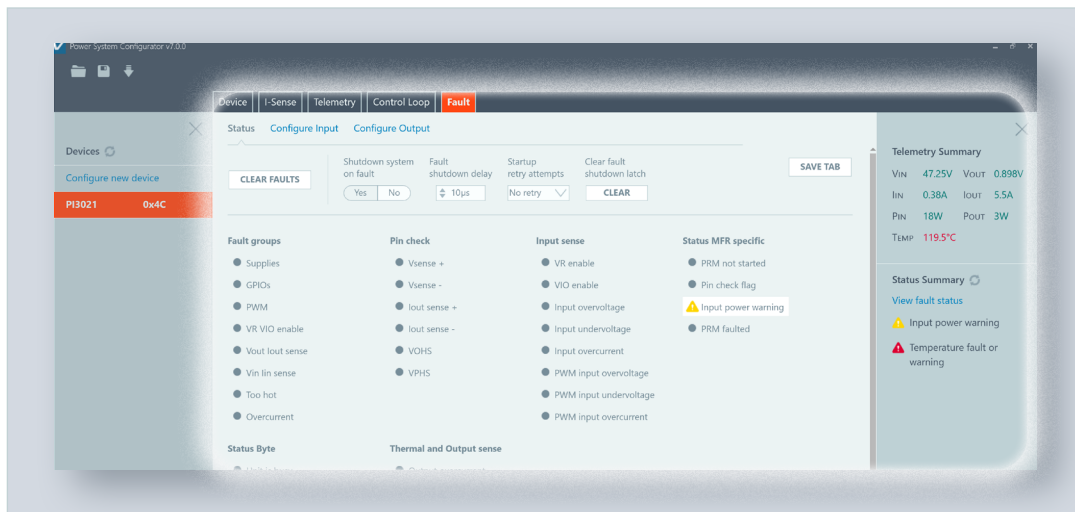 Power System Configurator v7.0.0
Device I-Sense Telemetry Control Loop Fault
Devices
Configure new device
PI3021 0x4C
Status Configure Input Configure Output
CLEAR FAULTS
Shutdown system on fault
Yes No
Fault shutdown delay
10µs
Startup retry attempts
No retry
Clear fault shutdown latch
CLEAR
SAVE TAB
Fault groups
Supplies
GPIOs
PWM
VR VIO enable
Vout Iout sense
Vin Iin sense
Too hot
Overcurrent
Pin check
Vsense +
Vsense -
Iout sense +
Iout sense -
VOHS
VPHS
Input sense
VR enable
VIO enable
Input overvoltage
Input undervoltage
Input overcurrent
PWM input overvoltage
PWM input undervoltage
PWM input overcurrent
Status MFR specific
PRM not started
Pin check flag
Input power warning
PRM faulted
Status Byte
Thermal and Output sense
Telemetry Summary
VIN 47.25V VOUT 0.898V
IIN 0.38A IOUT 5.5A
PIN 18W POUT 3W
TEMP 119.5°C
Status Summary
View fault status
Input power warning
Temperature fault or
warning